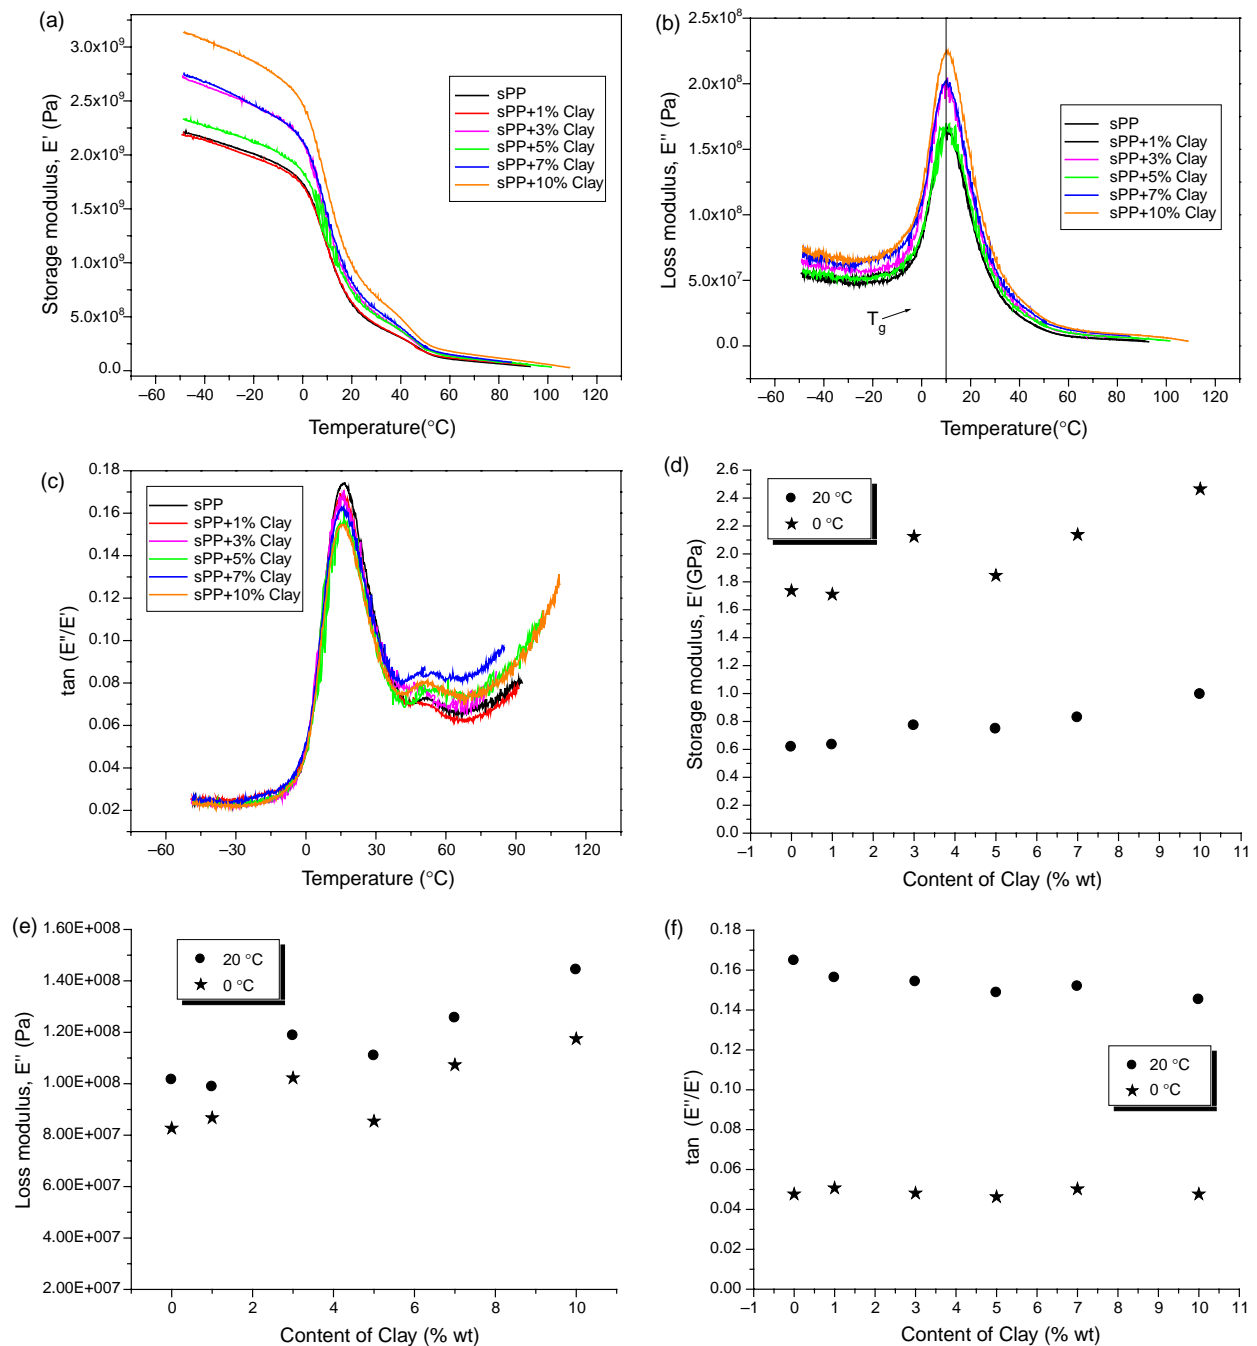 (a)
3.0x10⁹
2.5x10⁹
2.0x10⁹
1.5x10⁹
1.0x10⁹
5.0x10⁸
0.0
Storage modulus, E' (Pa)
sPP
sPP+1% Clay
sPP+3% Clay
sPP+5% Clay
sPP+7% Clay
sPP+10% Clay
–60 –40 –20 0 20 40 60 80 100 120
Temperature(°C)
(b)
2.5x10⁸
2.0x10⁸
1.5x10⁸
1.0x10⁸
5.0x10⁷
0.0
Loss modulus, E'' (Pa)
sPP
sPP+1% Clay
sPP+3% Clay
sPP+5% Clay
sPP+7% Clay
sPP+10% Clay
T_g
–60 –40 –20 0 20 40 60 80 100 120
Temperature(°C)
(c)
0.18
0.16
0.14
0.12
0.10
0.08
0.06
0.04
0.02
tan (E''/E')
sPP
sPP+1% Clay
sPP+3% Clay
sPP+5% Clay
sPP+7% Clay
sPP+10% Clay
–60 –30 0 30 60 90 120
Temperature (°C)
(d)
2.6
2.4
2.2
2.0
1.8
1.6
1.4
1.2
1.0
0.8
0.6
0.4
0.2
0.0
Storage modulus, E'(GPa)
20 °C
0 °C
–1 0 1 2 3 4 5 6 7 8 9 10 11
Content of Clay (% wt)
(e)
1.60E+008
1.40E+008
1.20E+008
1.00E+008
8.00E+007
6.00E+007
4.00E+007
2.00E+007
Loss modulus, E'' (Pa)
20 °C
0 °C
0 2 4 6 8 10
Content of Clay (% wt)
(f)
0.18
0.16
0.14
0.12
0.10
0.08
0.06
0.04
0.02
0.00
tan (E''/E')
20 °C
0 °C
–1 0 1 2 3 4 5 6 7 8 9 10 11
Content of Clay (% wt)